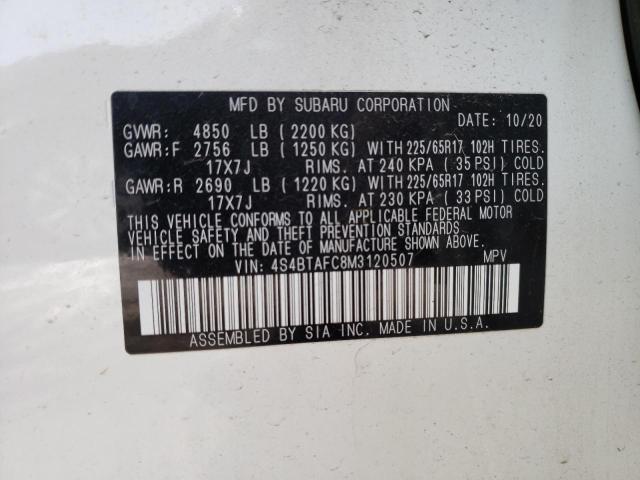 MFD BY SUBARU CORPORATION
DATE: 10/20
GVWR: 4850 LB (2200 KG)
GAWR:F 2756 LB (1250 KG) WITH 225/65R17 102H TIRES.
17X7J RIMS. AT 240 KPA (35 PSI) COLD
GAWR:R 2690 LB (1220 KG) WITH 225/65R17 102H TIRES.
17X7J RIMS. AT 230 KPA (33 PSI) COLD
THIS VEHICLE CONFORMS TO ALL APPLICABLE FEDERAL MOTOR
VEHICLE SAFETY AND THEFT PREVENTION STANDARDS
IN EFFECT ON THE DATE OF MANUFACTURE SHOWN ABOVE.
VIN: 4S4BTAFC8M3120507 MPV
ASSEMBLED BY SIA INC. MADE IN U.S.A.